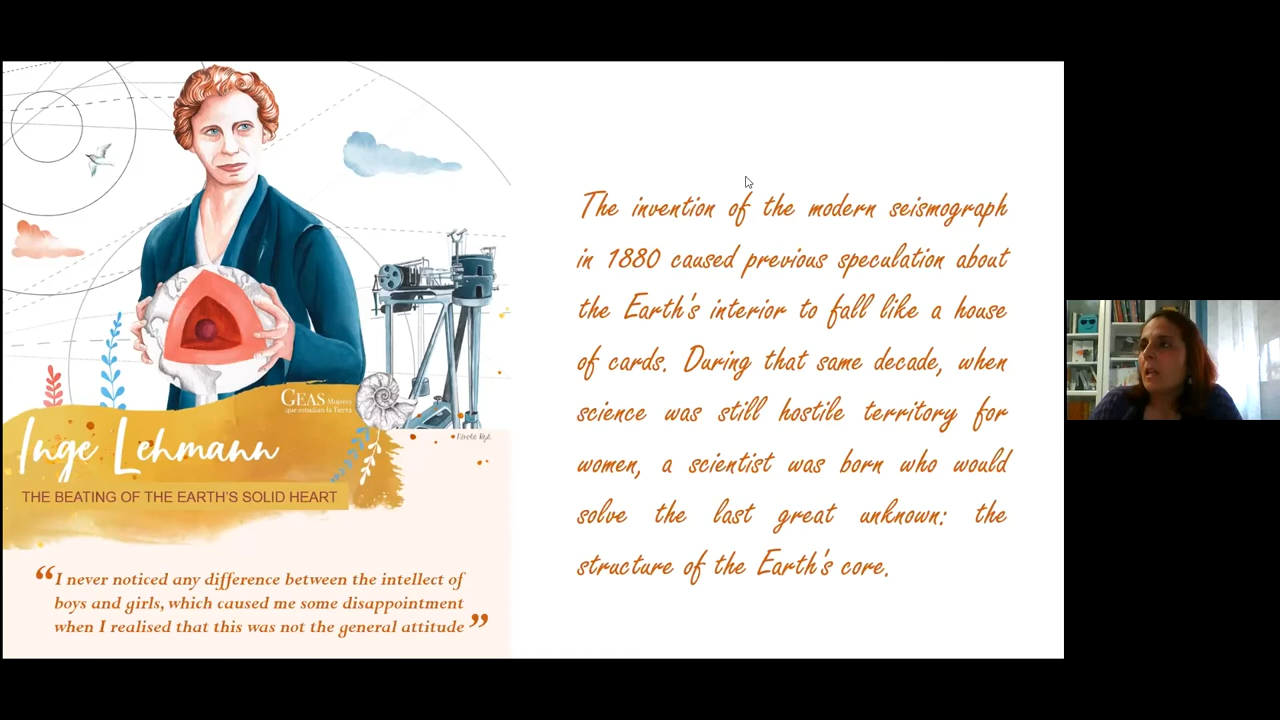 GEAS Mujeres
que estudian la Tierra
Inge Lehmann
THE BEATING OF THE EARTH'S SOLID HEART
“I never noticed any difference between the intellect of
boys and girls, which caused me some disappointment
when I realised that this was not the general attitude”
The invention of the modern seismograph
in 1880 caused previous speculation about
the Earth's interior to fall like a house
of cards. During that same decade, when
science was still hostile territory for
women, a scientist was born who would
solve the last great unknown: the
structure of the Earth's core.